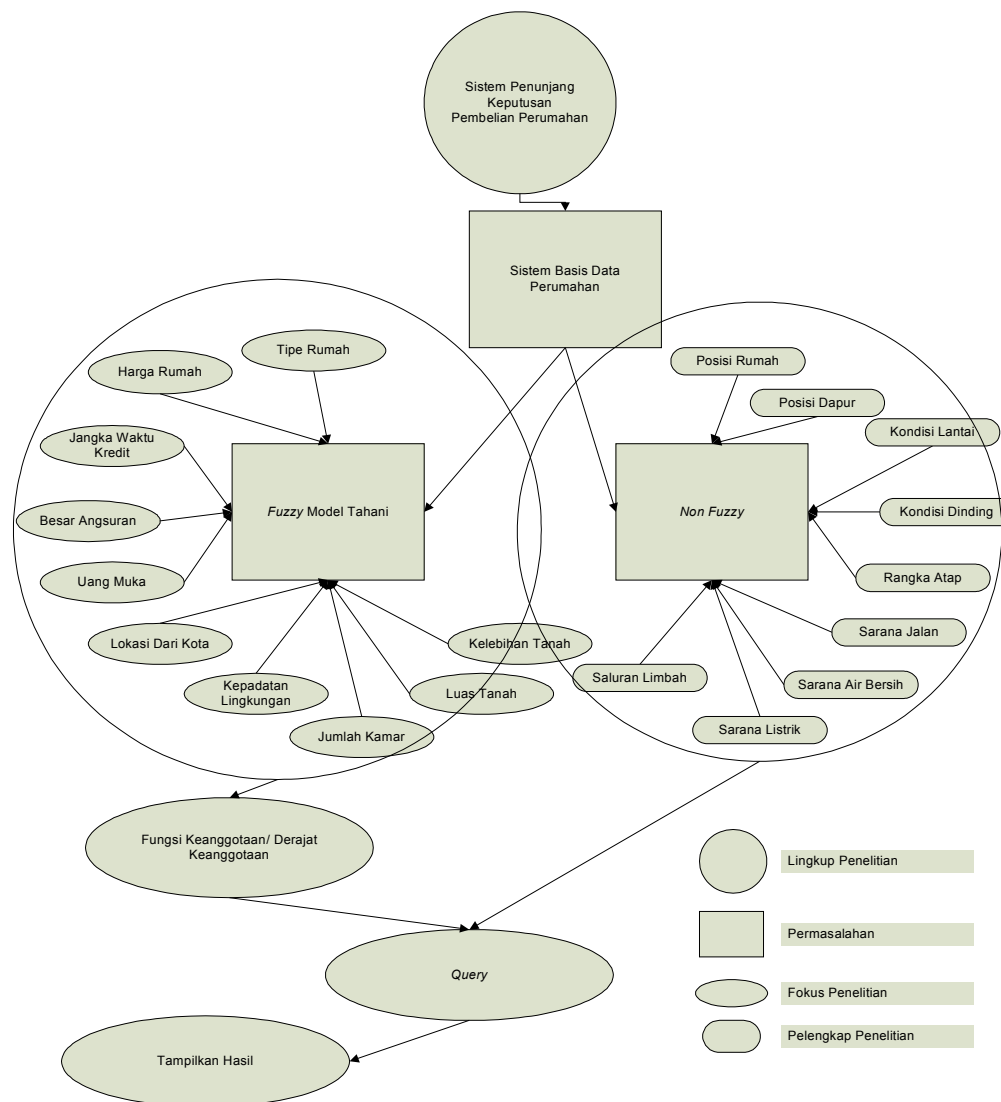 Sistem Penunjang
Keputusan
Pembelian Perumahan
Sistem Basis Data
Perumahan
Tipe Rumah
Harga Rumah
Jangka Waktu
Kredit
Besar Angsuran
Uang Muka
Lokasi Dari Kota
Kepadatan
Lingkungan
Jumlah Kamar
Luas Tanah
Kelebihan Tanah
Fuzzy Model Tahani
Posisi Rumah
Posisi Dapur
Kondisi Lantai
Kondisi Dinding
Rangka Atap
Sarana Jalan
Sarana Air Bersih
Sarana Listrik
Saluran Limbah
Non Fuzzy
Fungsi Keanggotaan/ Derajat
Keanggotaan
Query
Tampilkan Hasil
Lingkup Penelitian
Permasalahan
Fokus Penelitian
Pelengkap Penelitian